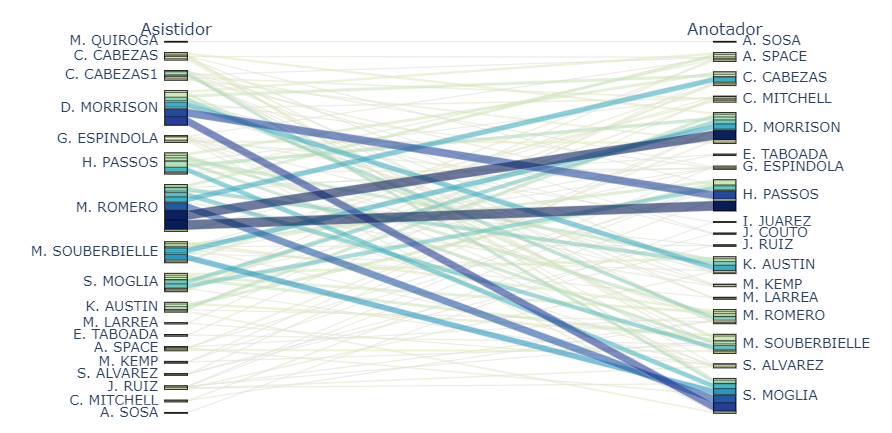 Asistidor
M. QUIROGA
C. CABEZAS
C. CABEZAS1
D. MORRISON
G. ESPINDOLA
H. PASSOS
M. ROMERO
M. SOUBERBIELLE
S. MOGLIA
K. AUSTIN
M. LARREA
E. TABOADA
A. SPACE
M. KEMP
S. ALVAREZ
J. RUIZ
C. MITCHELL
A. SOSA
Anotador
A. SOSA
A. SPACE
C. CABEZAS
C. MITCHELL
D. MORRISON
E. TABOADA
G. ESPINDOLA
H. PASSOS
I. JUAREZ
J. COUTO
J. RUIZ
K. AUSTIN
M. KEMP
M. LARREA
M. ROMERO
M. SOUBERBIELLE
S. ALVAREZ
S. MOGLIA